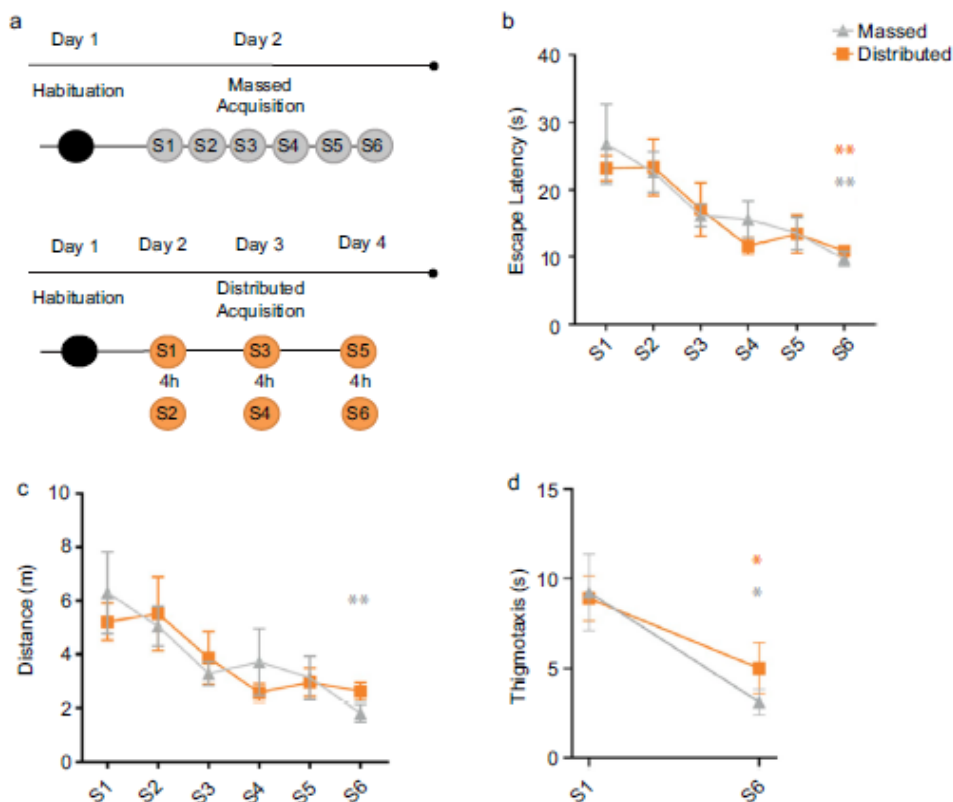 a
Day 1 Day 2
Habituation
Massed
Acquisition
S1 S2 S3 S4 S5 S6
Day 1 Day 2 Day 3 Day 4
Habituation
Distributed
Acquisition
S1 S3 S5
4h 4h 4h
S2 S4 S6
b
Massed
Distributed
Escape Latency (s)
40
30
20
10
0
**
**
S1 S2 S3 S4 S5 S6
c
Distance (m)
10
8
6
4
2
0
**
S1 S2 S3 S4 S5 S6
d
Thigmotaxis (s)
15
10
5
0
*
*
S1 S6